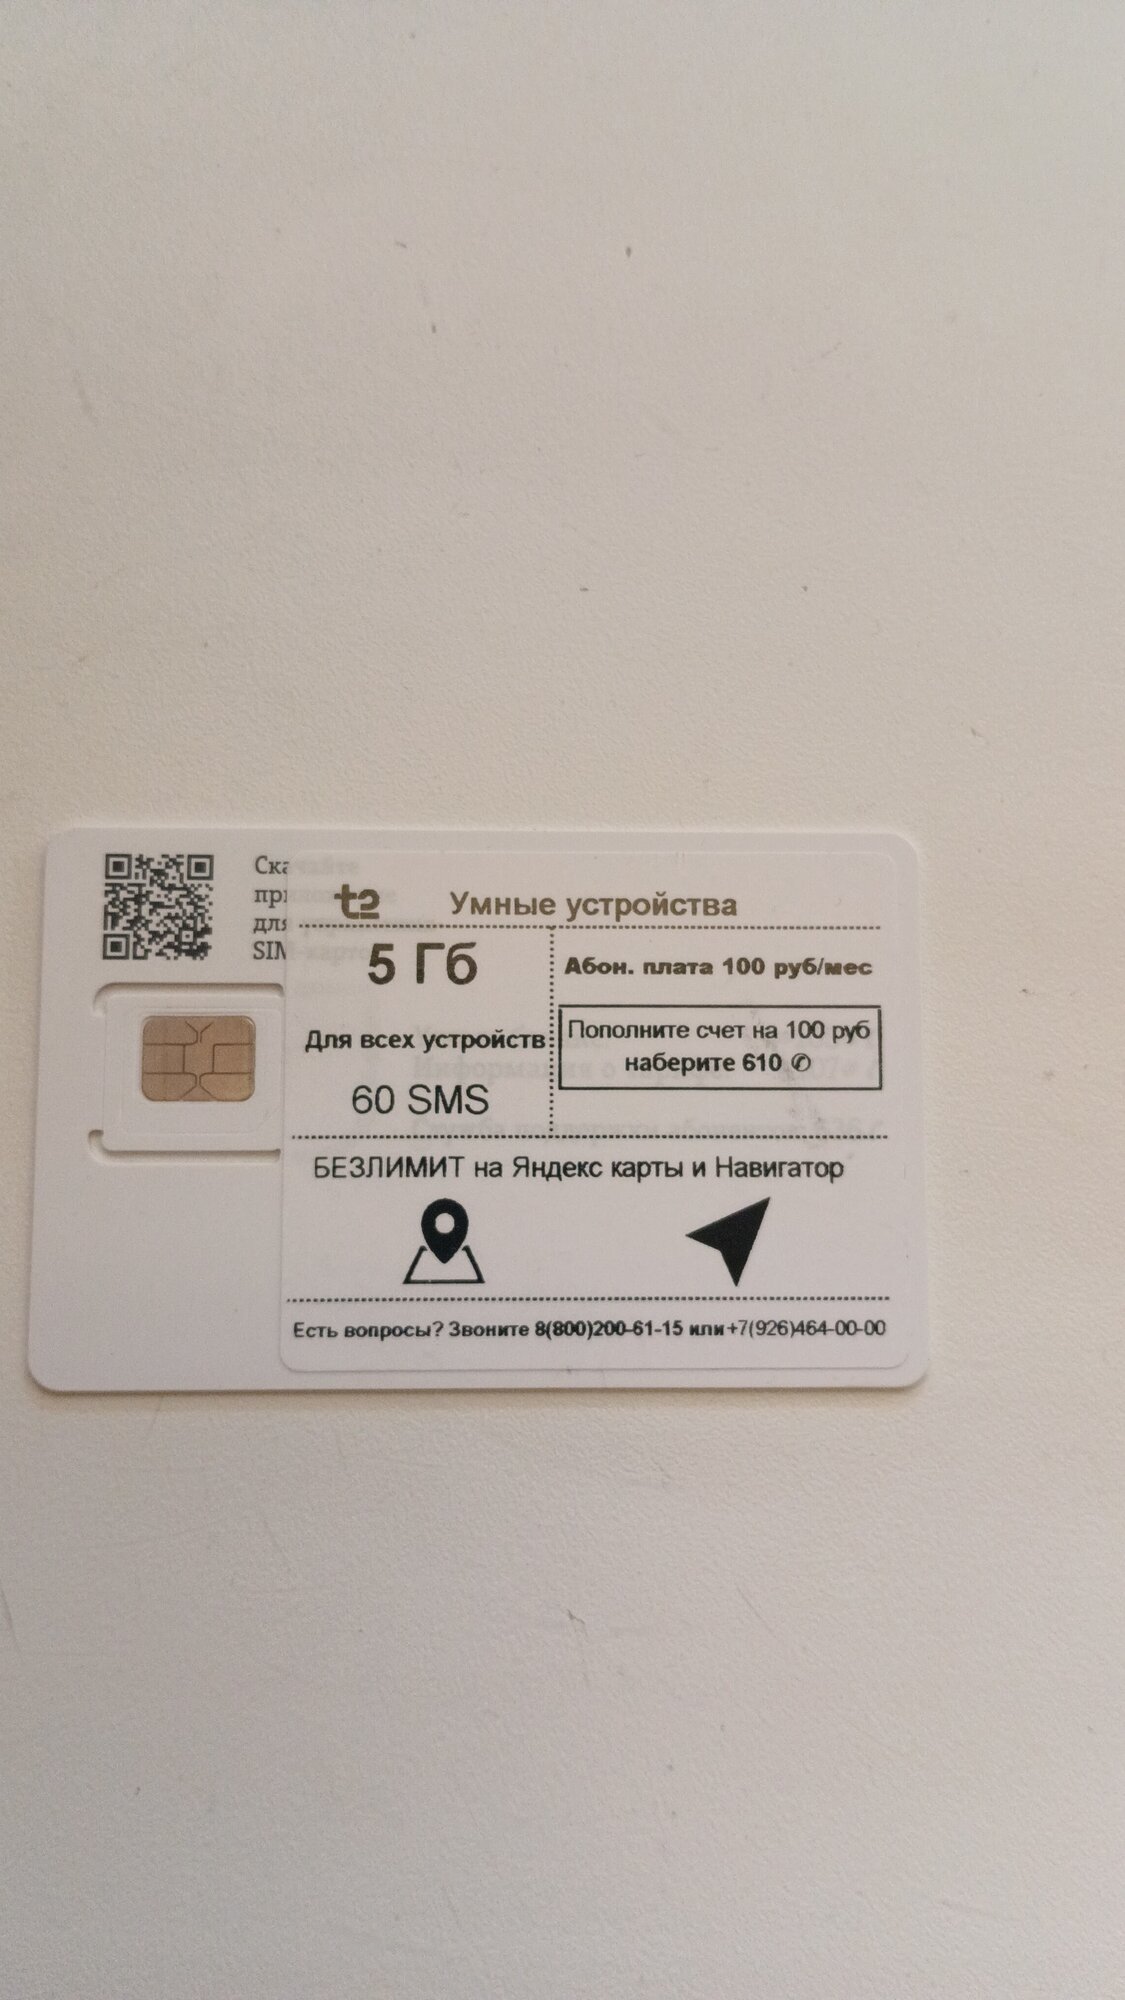 t2 Умные устройства
5 Гб
Абон. плата 100 руб/мес
Для всех устройств
60 SMS
Пополните счет на 100 руб
наберите 610 ✆
БЕЗЛИМИТ на Яндекс карты и Навигатор
Есть вопросы? Звоните 8(800)200-61-15 или +7(926)464-00-00